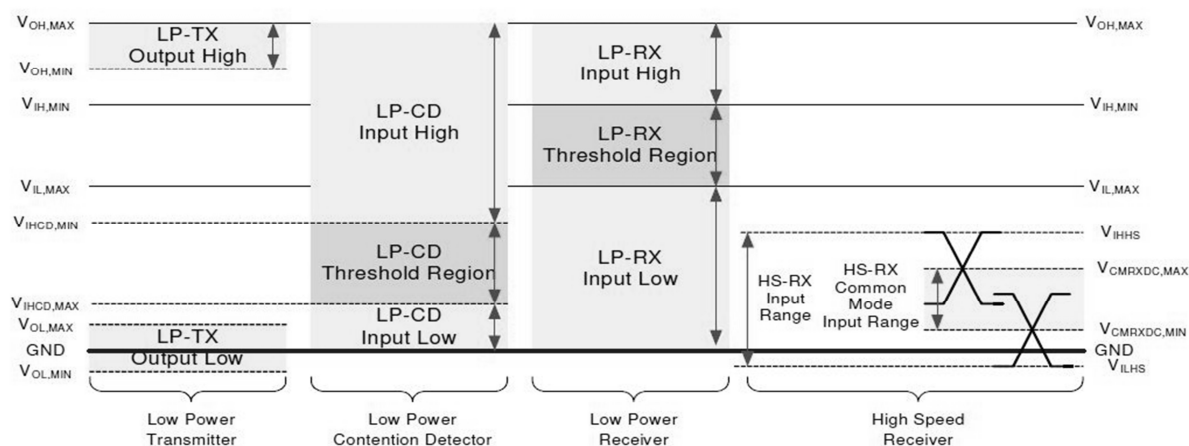 VOH,MAX
LP-TX
Output High
VOH,MIN
VIH,MIN
VIL,MAX
VIHCD,MIN
VIHCD,MAX
VOL,MAX
LP-TX
GND
Output Low
VOL,MIN
LP-CD
Input High
LP-CD
Threshold Region
LP-CD
Input Low
LP-RX
Input High
LP-RX
Threshold Region
LP-RX
Input Low
HS-RX
Input
Range
HS-RX
Common
Mode
Input Range
VOH,MAX
VIH,MIN
VIL,MAX
VIHHS
VCMRXDC,MAX
VCMRXDC,MIN
GND
VILHS
Low Power
Transmitter
Low Power
Contention Detector
Low Power
Receiver
High Speed
Receiver